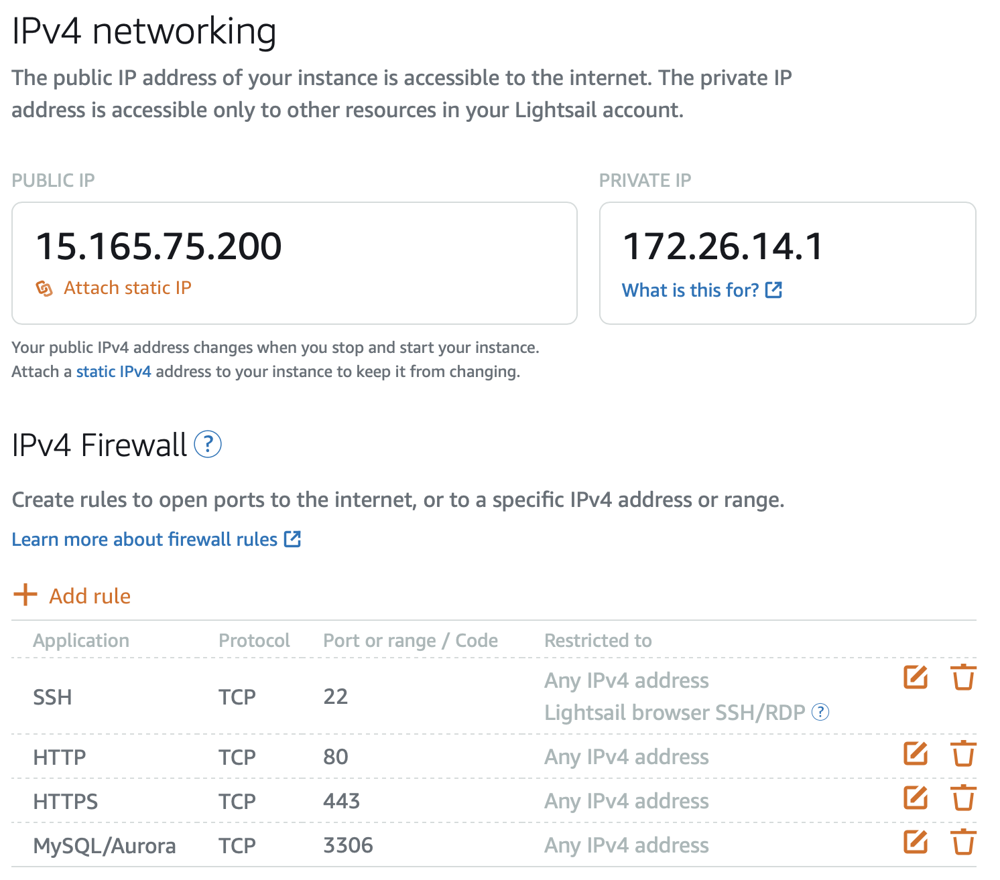 IPv4 networking
The public IP address of your instance is accessible to the internet. The private IP
address is accessible only to other resources in your Lightsail account.
PUBLIC IP
15.165.75.200
Attach static IP
PRIVATE IP
172.26.14.1
What is this for?
Your public IPv4 address changes when you stop and start your instance.
Attach a static IPv4 address to your instance to keep it from changing.
IPv4 Firewall ?
Create rules to open ports to the internet, or to a specific IPv4 address or range.
Learn more about firewall rules
+ Add rule
Application Protocol Port or range / Code Restricted to
SSH TCP 22 Any IPv4 address
Lightsail browser SSH/RDP ?
HTTP TCP 80 Any IPv4 address
HTTPS TCP 443 Any IPv4 address
MySQL/Aurora TCP 3306 Any IPv4 address